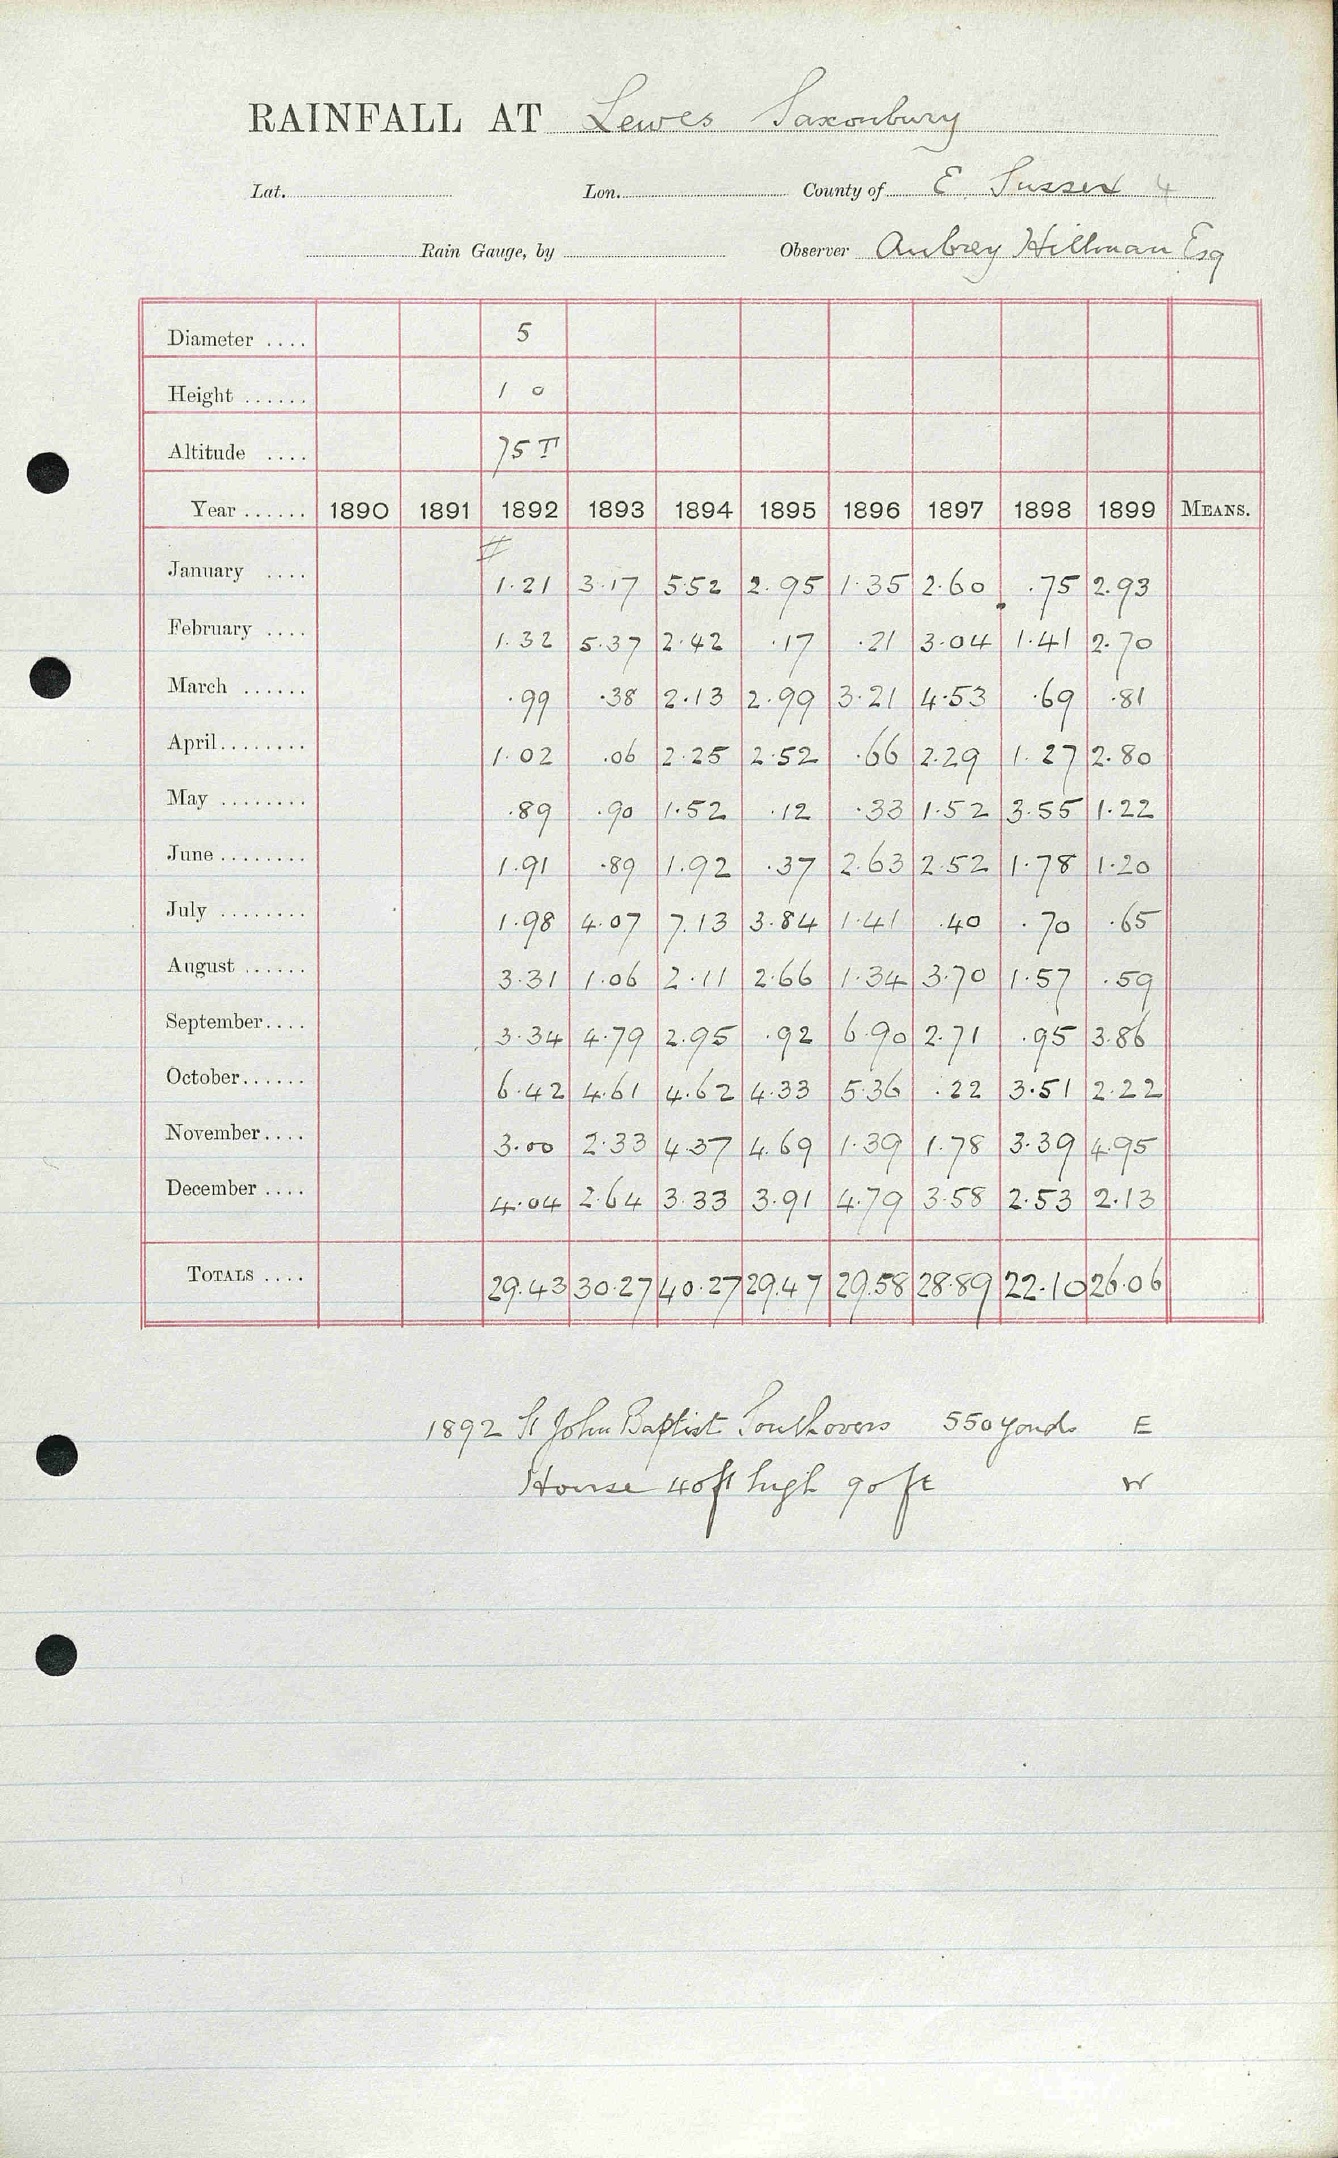 RAINFALL AT Lewes Saxonbury
Lat. Lon. County of E. Sussex 4
Rain Gauge, by Observer Aubrey Hillman Esq
Diameter .... 5
Height ...... 1 0
Altitude .... 75 T
Year ...... 1890 1891 1892 1893 1894 1895 1896 1897 1898 1899 MEANS.
January .... 1.21 3.17 5.52 2.95 1.35 2.60 .75 2.93
February .... 1.32 5.37 2.42 .17 .21 3.04 1.41 2.70
March ...... .99 .38 2.13 2.99 3.21 4.53 .69 .81
April........ 1.02 .06 2.25 2.52 .66 2.29 1.27 2.80
May ........ .89 .90 1.52 .12 .33 1.52 3.55 1.22
June ........ 1.91 .89 1.92 .37 2.63 2.52 1.78 1.20
July ........ 1.98 4.07 7.13 3.84 1.41 .40 .70 .65
August ...... 3.31 1.06 2.11 2.66 1.34 3.70 1.57 .59
September.... 3.34 4.79 2.95 .92 6.90 2.71 .95 3.86
October...... 6.42 4.61 4.62 4.33 5.36 .22 3.51 2.22
November.... 3.00 2.33 4.37 4.69 1.39 1.78 3.39 4.95
December .... 4.04 2.64 3.33 3.91 4.79 3.58 2.53 2.13
TOTALS .... 29.43 30.27 40.27 29.47 29.58 28.89 22.10 26.06
1892 St John Baptist Southovers 550 yards E
House 40ft high 90 ft W